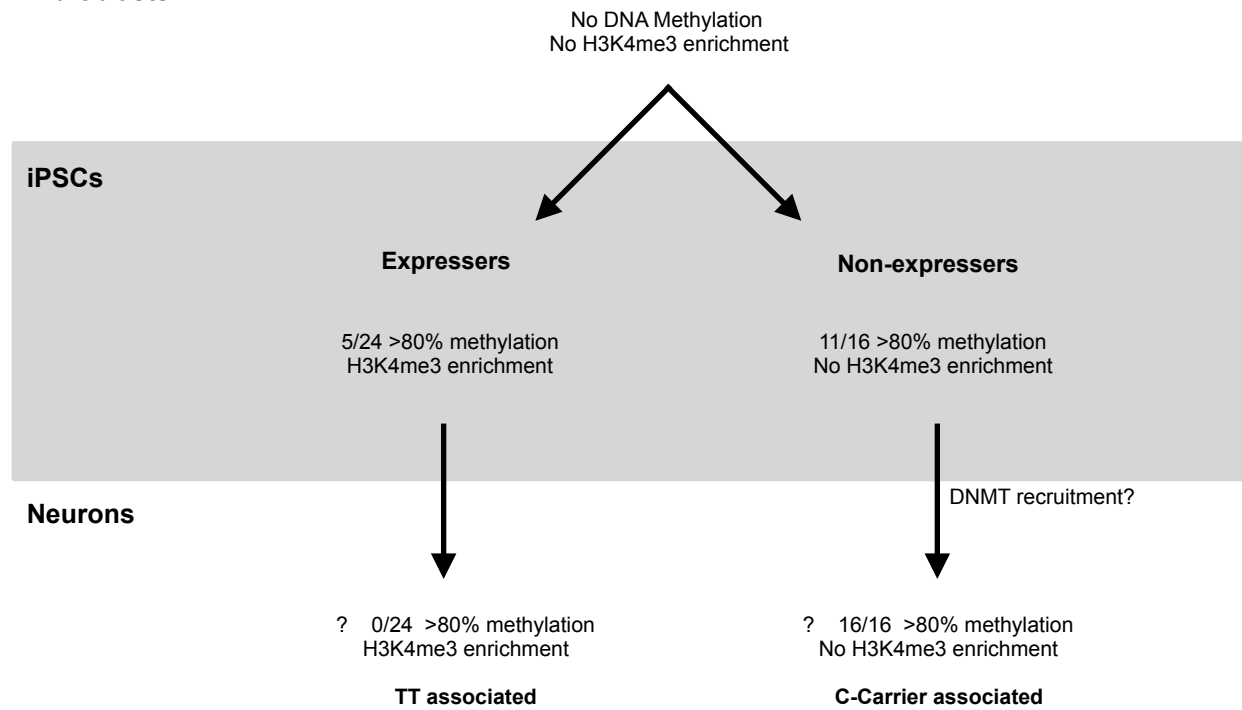 No DNA Methylation
No H3K4me3 enrichment
iPSCs
Expressers
Non-expressers
5/24 >80% methylation
H3K4me3 enrichment
11/16 >80% methylation
No H3K4me3 enrichment
DNMT recruitment?
Neurons
? 0/24 >80% methylation
H3K4me3 enrichment
? 16/16 >80% methylation
No H3K4me3 enrichment
TT associated
C-Carrier associated